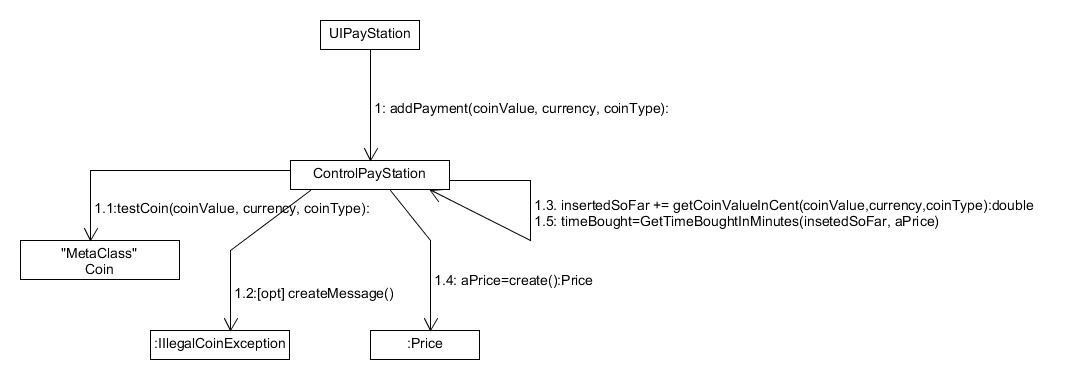 UIPayStation
1: addPayment(coinValue, currency, coinType):
ControlPayStation
1.1:testCoin(coinValue, currency, coinType):
1.3. insertedSoFar += getCoinValueInCent(coinValue,currency,coinType):double
1.5: timeBought=GetTimeBoughtInMinutes(insetedSoFar, aPrice)
"MetaClass"
Coin
1.2:[opt] createMessage()
1.4: aPrice=create():Price
:IllegalCoinException
:Price